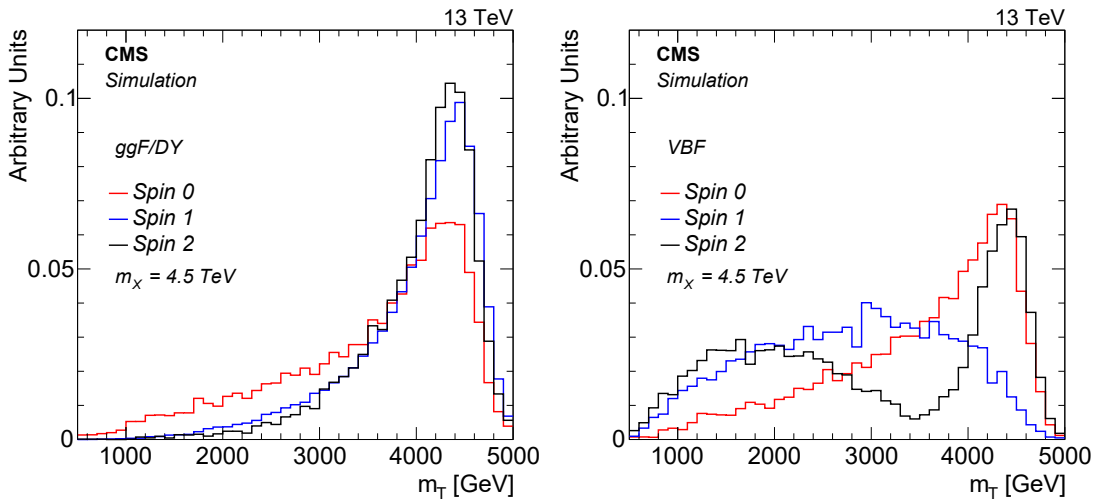 13 TeV
Arbitrary Units
CMS
Simulation
ggF/DY
Spin 0
Spin 1
Spin 2
m_X = 4.5 TeV
0.1
0.05
0
1000 2000 3000 4000 5000
m_T [GeV]
13 TeV
Arbitrary Units
CMS
Simulation
VBF
Spin 0
Spin 1
Spin 2
m_X = 4.5 TeV
0.1
0.05
0
1000 2000 3000 4000 5000
m_T [GeV]